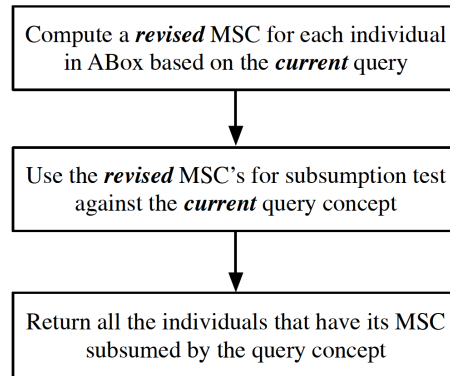 Compute a revised MSC for each individual
in ABox based on the current query
Use the revised MSC's for subsumption test
against the current query concept
Return all the individuals that have its MSC
subsumed by the query concept